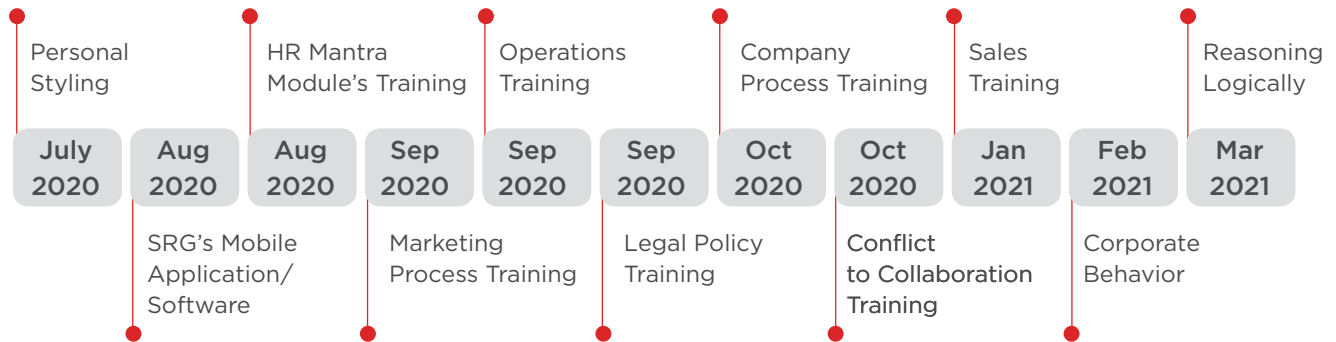 Personal
Styling
HR Mantra
Module's Training
Operations
Training
Company
Process Training
Sales
Training
Reasoning
Logically
July
2020
Aug
2020
Aug
2020
Sep
2020
Sep
2020
Sep
2020
Oct
2020
Oct
2020
Jan
2021
Feb
2021
Mar
2021
SRG's Mobile
Application/
Software
Marketing
Process Training
Legal Policy
Training
Conflict
to Collaboration
Training
Corporate
Behavior